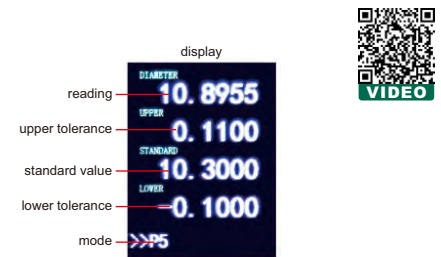 display
DIAMETER
reading 10.8955
UPPER
upper tolerance 0.1100
STANDARD
standard value 10.3000
LOWER
lower tolerance -0.1000
mode >>P5
VIDEO